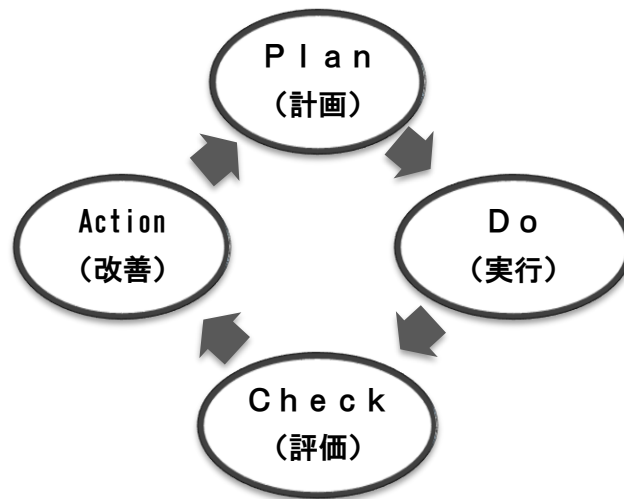 Ｐｌａｎ
（計画）
Action
（改善）
Ｄｏ
（実行）
Ｃｈｅｃｋ
（評価）